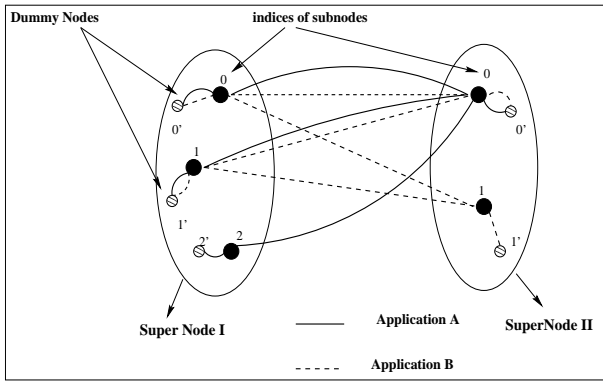 Dummy Nodes
indices of subnodes
0
0
0'
0'
1
1
1'
2'
2
1'
Super Node I
Application A
SuperNode II
Application B